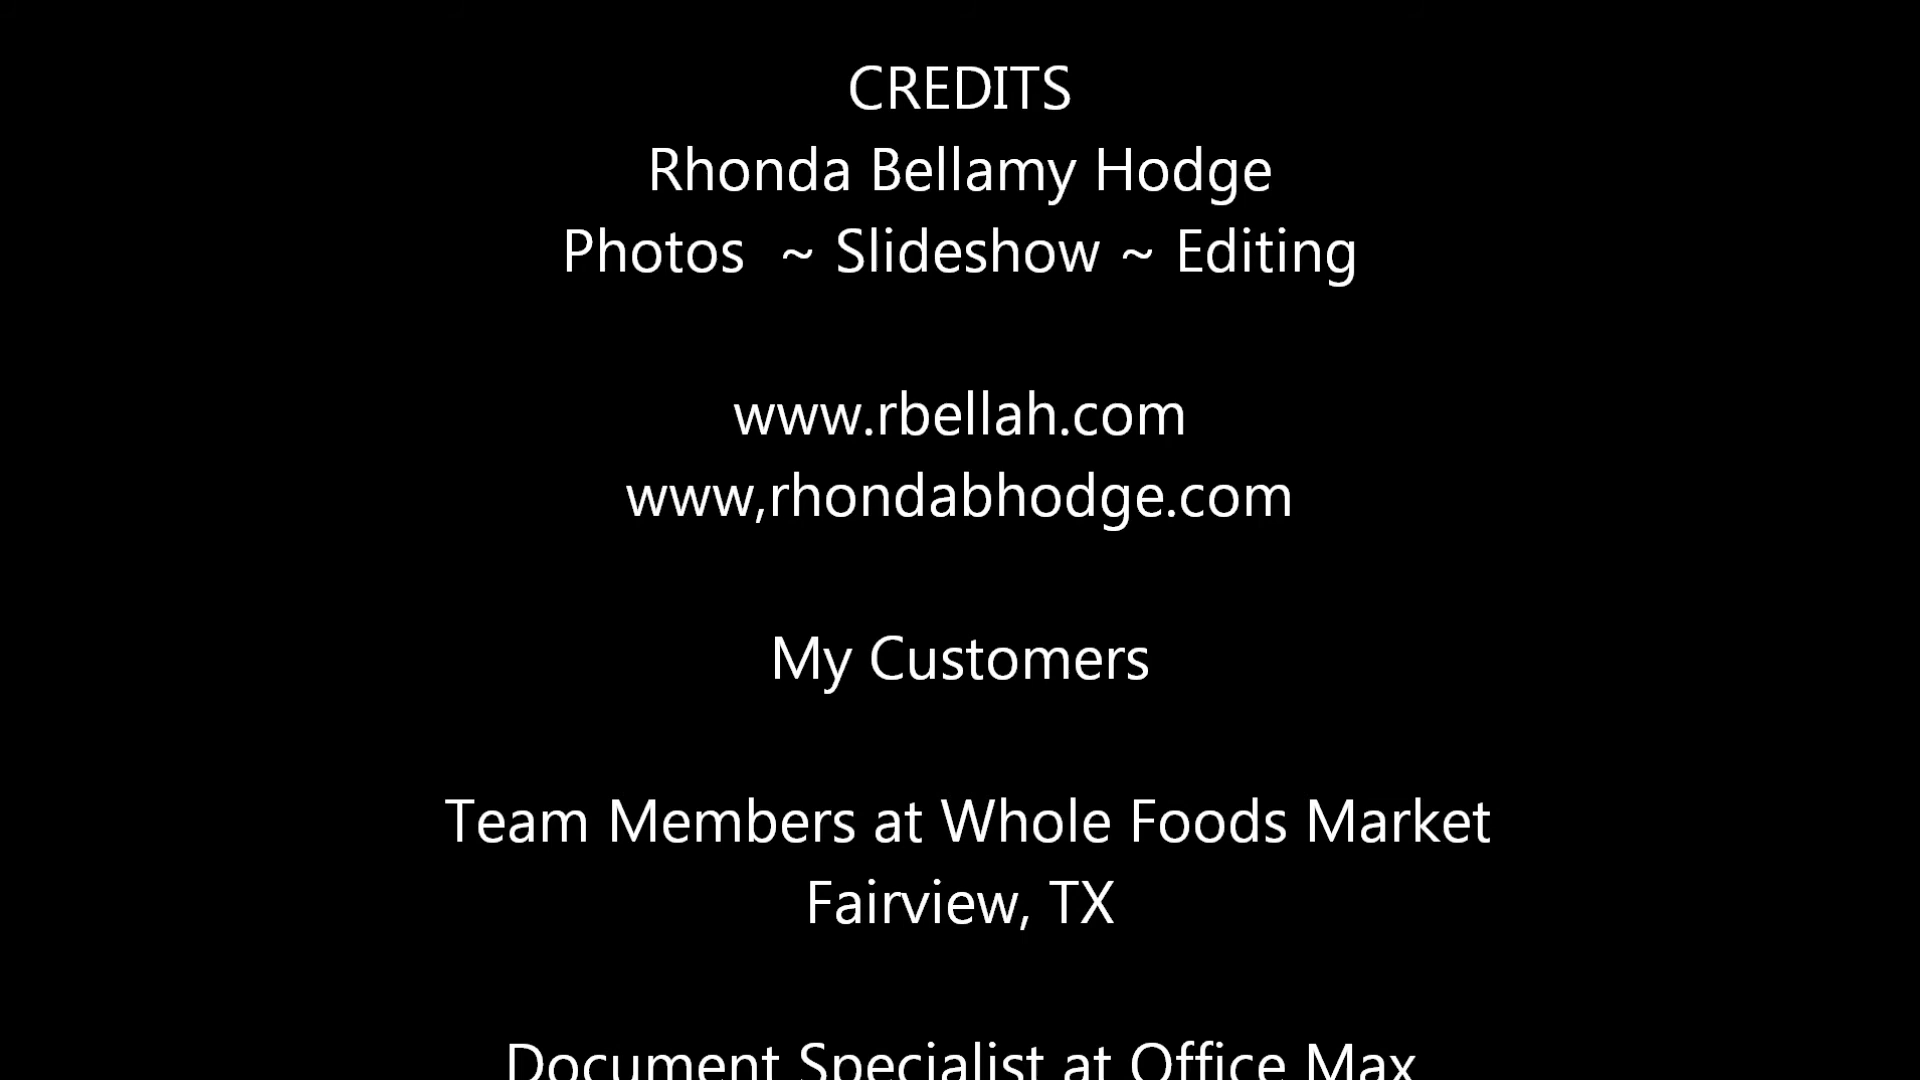 CREDITS
Rhonda Bellamy Hodge
Photos  ~ Slideshow ~ Editing
www.rbellah.com
www,rhondabhodge.com
My Customers
Team Members at Whole Foods Market
Fairview, TX
Document Specialist at Office Max